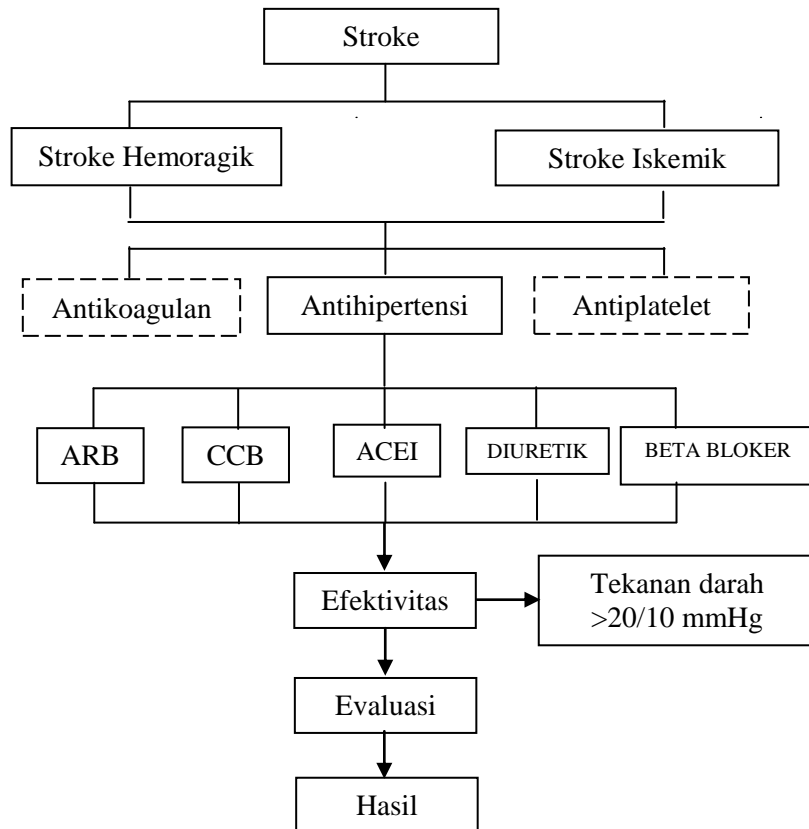 Stroke
Stroke Hemoragik
Stroke Iskemik
Antikoagulan
Antihipertensi
Antiplatelet
ARB
CCB
ACEI
DIURETIK
BETA BLOKER
Efektivitas
Tekanan darah
>20/10 mmHg
Evaluasi
Hasil